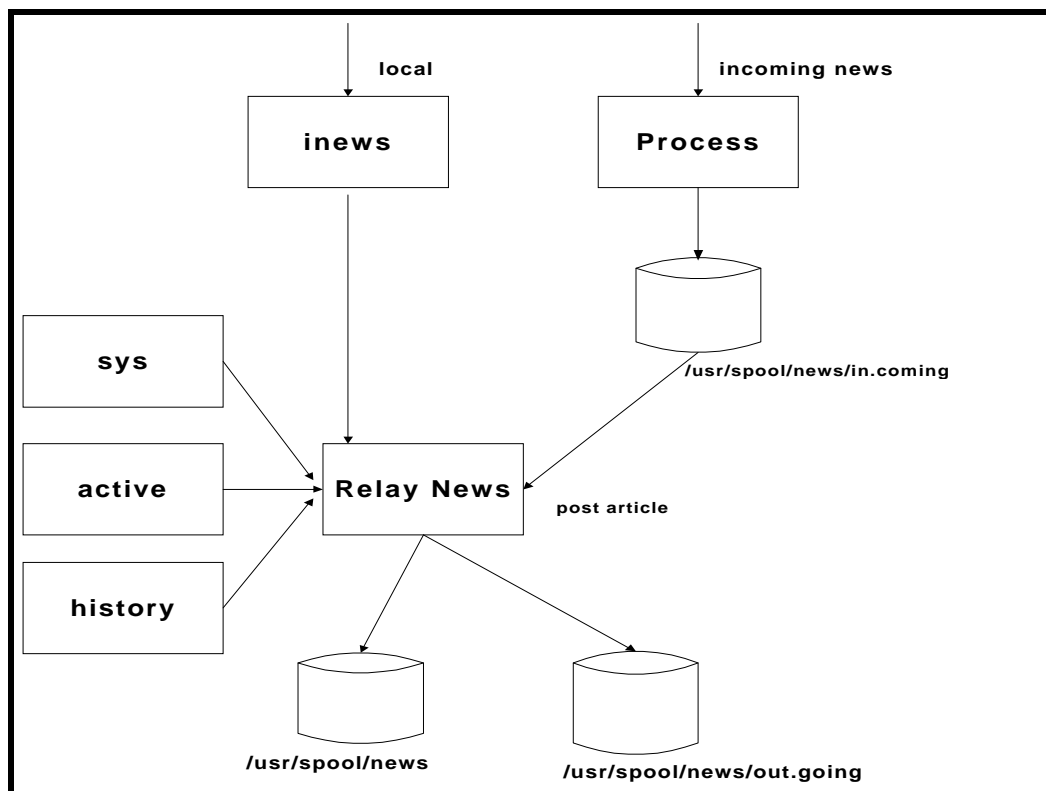 local
incoming news
inews
Process
sys
/usr/spool/news/in.coming
active
Relay News
post article
history
/usr/spool/news
/usr/spool/news/out.going